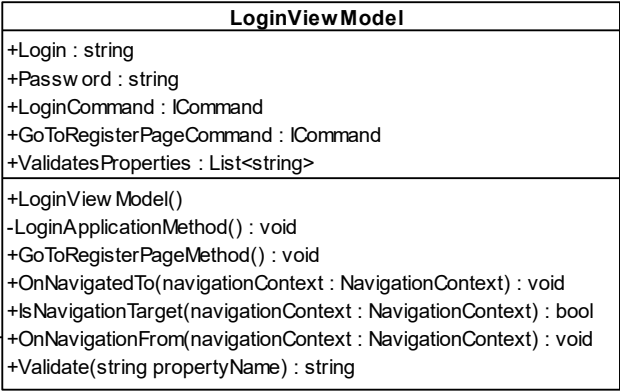 LoginViewModel
+Login : string
+Password : string
+LoginCommand : ICommand
+GoToRegisterPageCommand : ICommand
+ValidatesProperties : List<string>
+LoginViewModel()
-LoginApplicationMethod() : void
+GoToRegisterPageMethod() : void
+OnNavigatedTo(navigationContext : NavigationContext) : void
+IsNavigationTarget(navigationContext : NavigationContext) : bool
+OnNavigationFrom(navigationContext : NavigationContext) : void
+Validate(string propertyName) : string